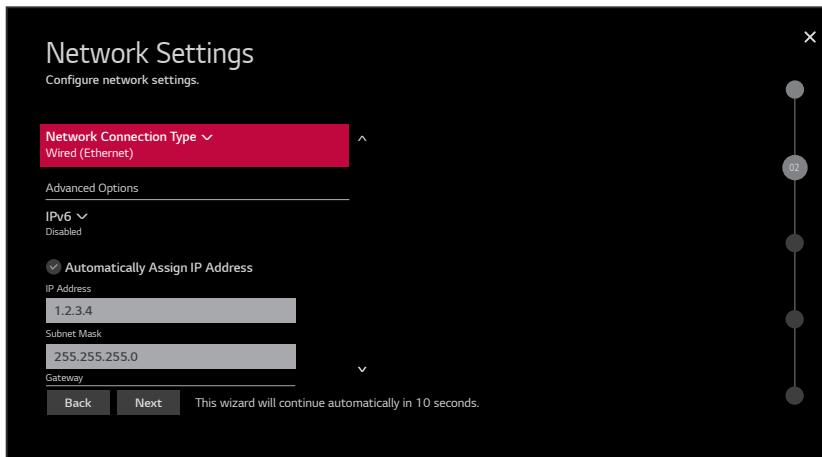 Network Settings
Configure network settings.
Network Connection Type
Wired (Ethernet)
Advanced Options
IPv6
Disabled
Automatically Assign IP Address
IP Address
1.2.3.4
Subnet Mask
255.255.255.0
Gateway
Back Next This wizard will continue automatically in 10 seconds.
02